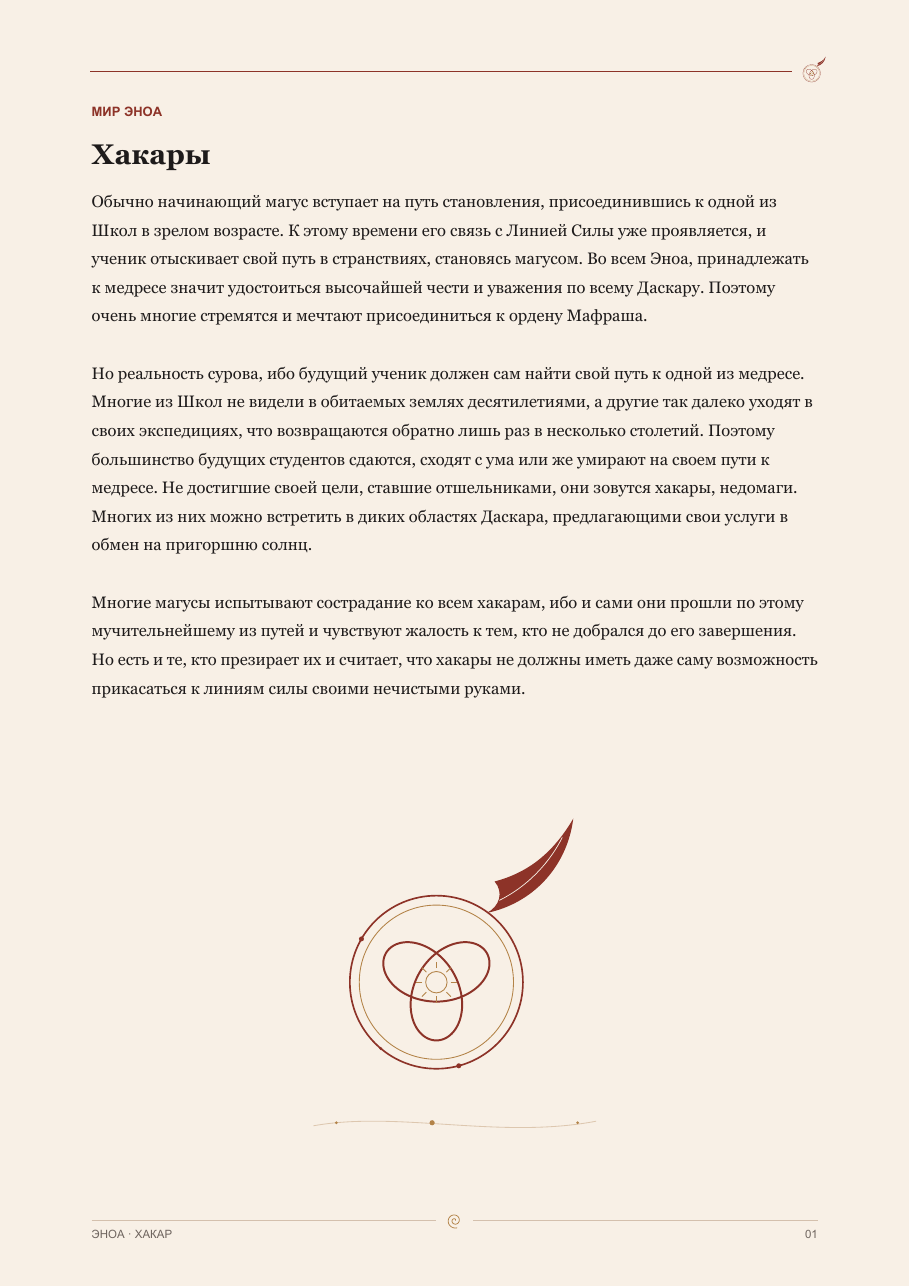 МИР ЭНОА
Хакары
Обычно начинающий магус вступает на путь становления, присоединившись к одной из
Школ в зрелом возрасте. К этому времени его связь с Линией Силы уже проявляется, и
ученик отыскивает свой путь в странствиях, становясь магусом. Во всем Эноа, принадлежать
к медресе значит удостоиться высочайшей чести и уважения по всему Даскару. Поэтому
очень многие стремятся и мечтают присоединиться к ордену Мафраша.
Но реальность сурова, ибо будущий ученик должен сам найти свой путь к одной из медресе.
Многие из Школ не видели в обитаемых землях десятилетиями, а другие так далеко уходят в
своих экспедициях, что возвращаются обратно лишь раз в несколько столетий. Поэтому
большинство будущих студентов сдаются, сходят с ума или же умирают на своем пути к
медресе. Не достигшие своей цели, ставшие отшельниками, они зовутся хакары, недомаги.
Многих из них можно встретить в диких областях Даскара, предлагающими свои услуги в
обмен на пригоршню солнц.
Многие магусы испытывают сострадание ко всем хакарам, ибо и сами они прошли по этому
мучительнейшему из путей и чувствуют жалость к тем, кто не добрался до его завершения.
Но есть и те, кто презирает их и считает, что хакары не должны иметь даже саму возможность
прикасаться к линиям силы своими нечистыми руками.
ЭНОА · ХАКАР
01